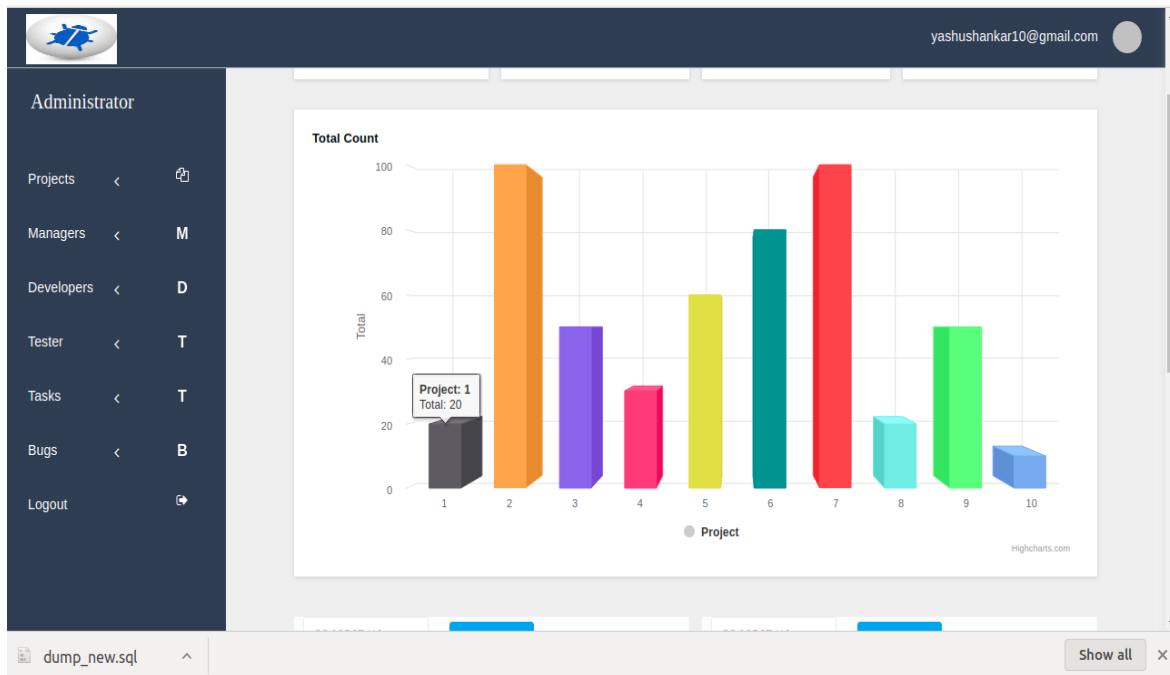 yashushankar10@gmail.com
Administrator
Projects
Managers M
Developers D
Tester T
Tasks T
Bugs B
Logout
Total Count
Total
100
80
60
40
20
0
Project: 1
Total: 20
1 2 3 4 5 6 7 8 9 10
Project
Highcharts.com
dump_new.sql
Show all